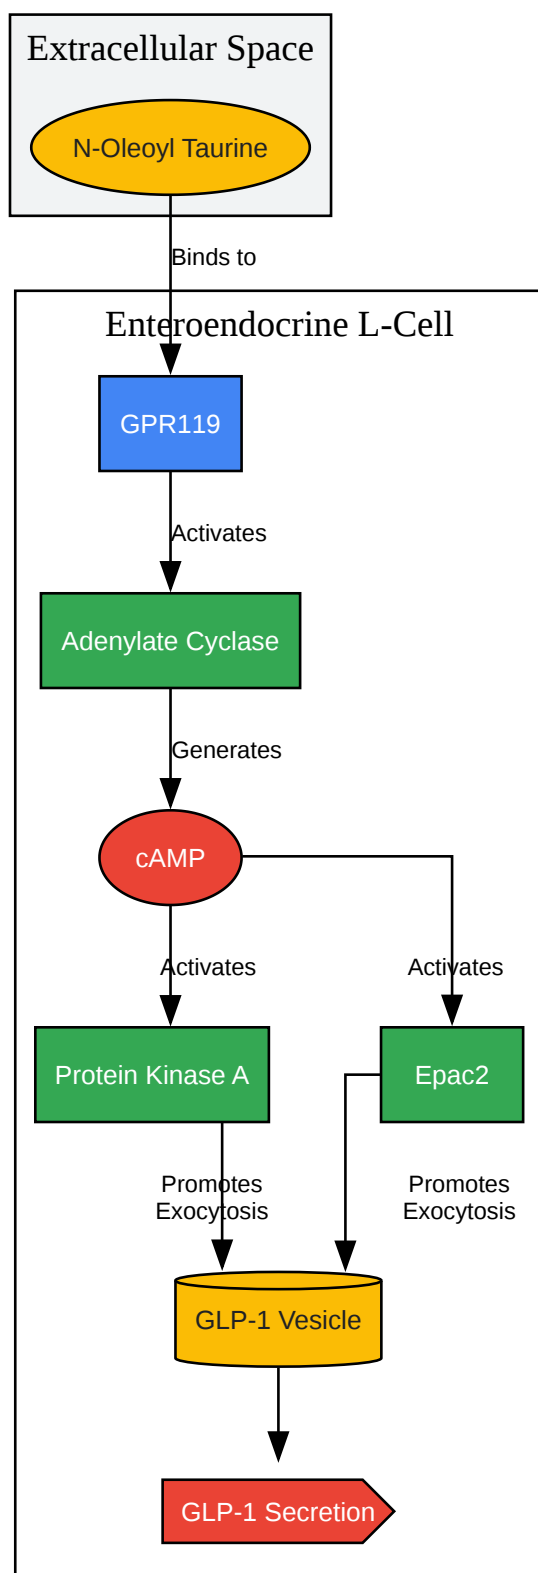 Extracellular Space
N-Oleoyl Taurine
Binds to
Enteroendocrine L-Cell
GPR119
Activates
Adenylate Cyclase
Generates
cAMP
Activates
Activates
Protein Kinase A
Epac2
Promotes
Exocytosis
Promotes
Exocytosis
GLP-1 Vesicle
GLP-1 Secretion